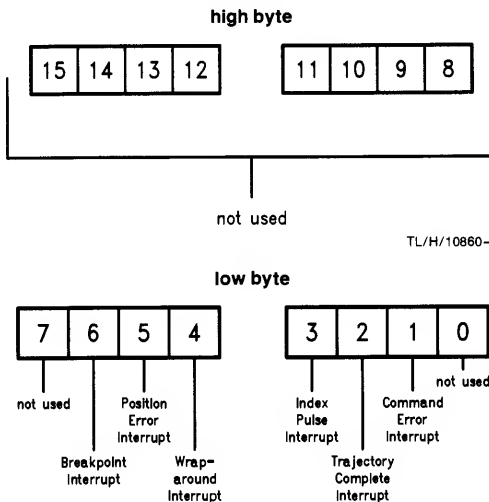 high byte
15 14 13 12 11 10 9 8
not used
TL/H/10860-
low byte
7 6 5 4 3 2 1 0
not used
Breakpoint
Interrupt
Position
Error
Interrupt
Wrap-
around
Interrupt
Index
Pulse
Interrupt
Trajectory
Complete
Interrupt
Command
Error
Interrupt
not used